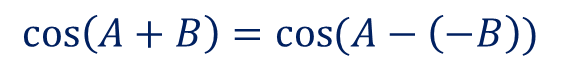 cos(A + B) = cos(A − (−B))